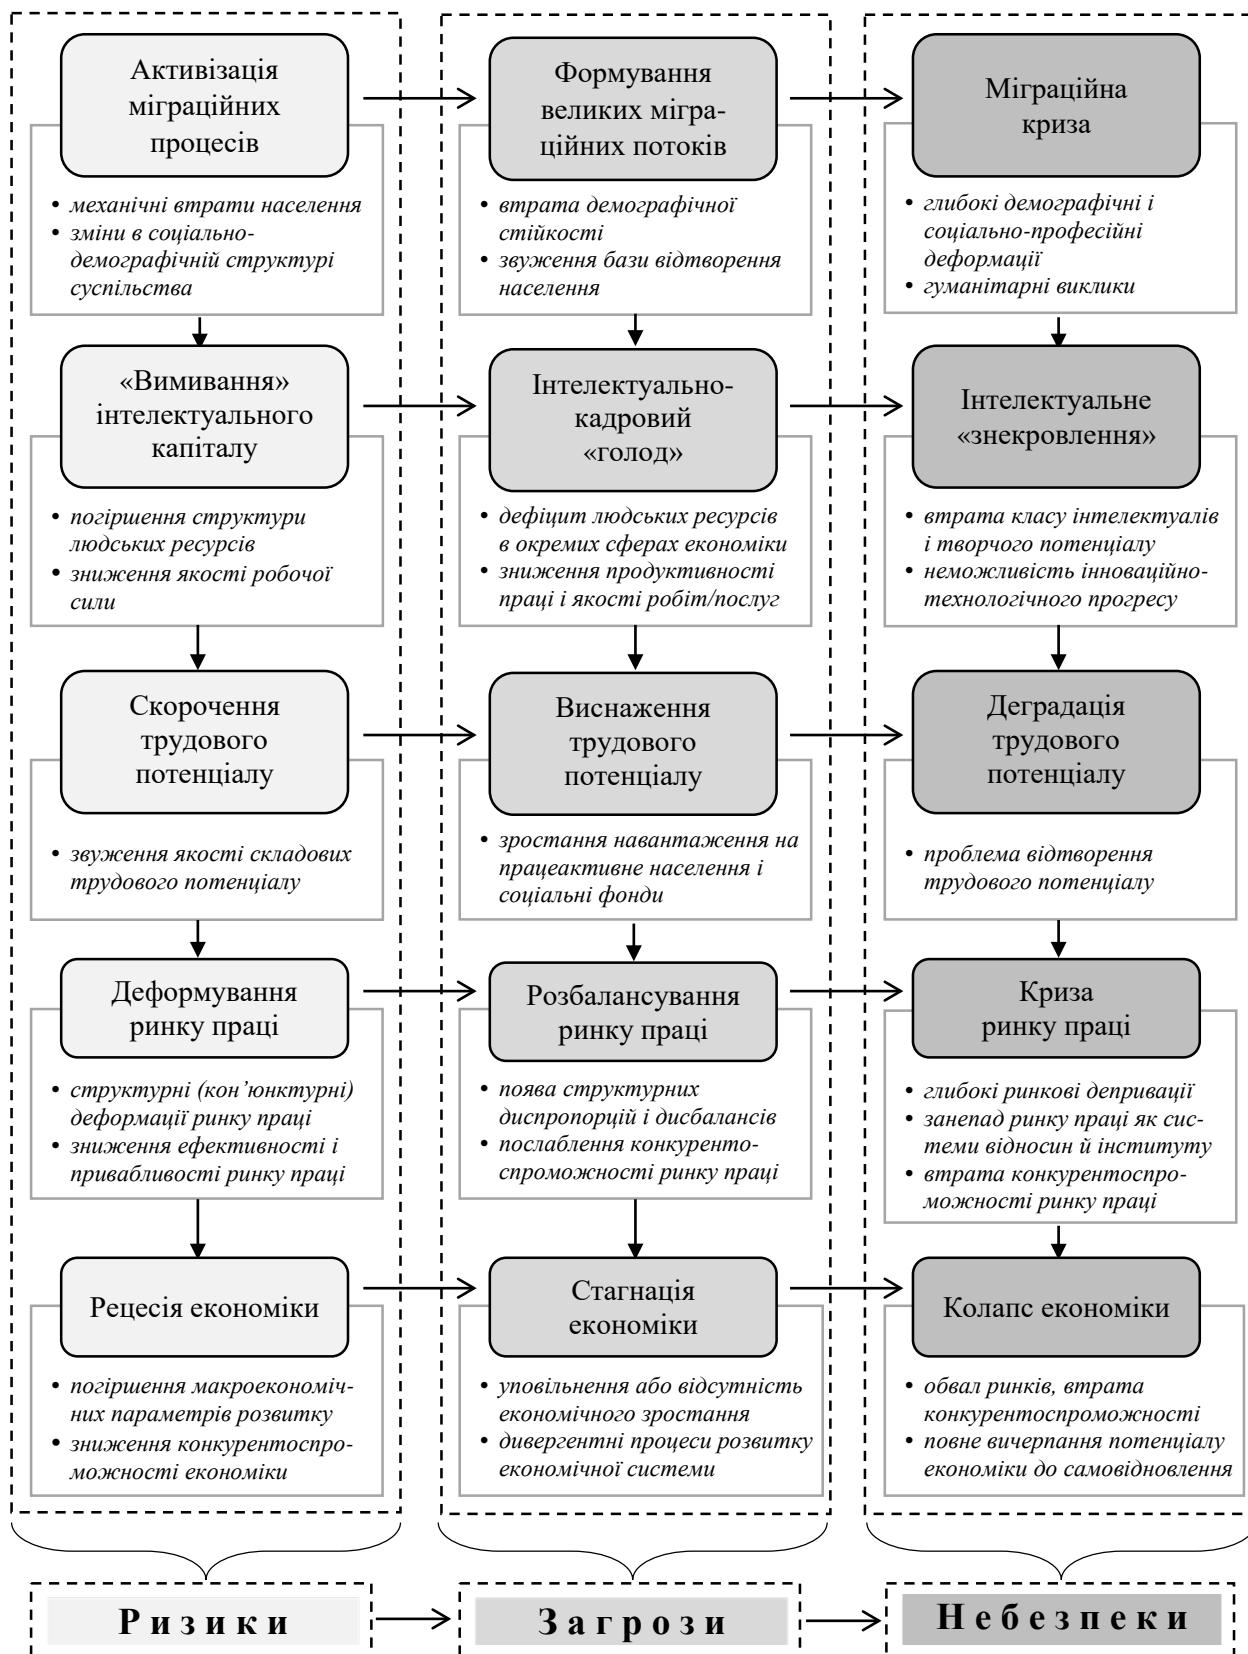 Активізація
міграційних
процесів
• механічні втрати населення
• зміни в соціально-
демографічній структурі
суспільства
Формування
великих мігра-
ційних потоків
• втрата демографічної
стійкості
• звуження бази відтворення
населення
Міграційна
криза
• глибокі демографічні і
соціально-професійні
деформації
• гуманітарні виклики
«Вимивання»
інтелектуального
капіталу
• погіршення структури
людських ресурсів
• зниження якості робочої
сили
Інтелектуально-
кадровий
«голод»
• дефіцит людських ресурсів
в окремих сферах економіки
• зниження продуктивності
праці і якості робіт/послуг
Інтелектуальне
«знекровлення»
• втрата класу інтелектуалів
і творчого потенціалу
• неможливість інноваційно-
технологічного прогресу
Скорочення
трудового
потенціалу
• звуження якості складових
трудового потенціалу
Виснаження
трудового
потенціалу
• зростання навантаження на
працеактивне населення і
соціальні фонди
Деградація
трудового
потенціалу
• проблема відтворення
трудового потенціалу
Деформування
ринку праці
• структурні (кон’юнктурні)
деформації ринку праці
• зниження ефективності і
привабливості ринку праці
Розбалансування
ринку праці
• поява структурних
диспропорцій і дисбалансів
• послаблення конкуренто-
спроможності ринку праці
Криза
ринку праці
• глибокі ринкові депривації
• занепад ринку праці як сис-
теми відносин й інституту
• втрата конкурентоспро-
можності ринку праці
Рецесія економіки
• погіршення макроекономіч-
них параметрів розвитку
• зниження конкурентоспро-
можності економіки
Стагнація
економіки
• уповільнення або відсутність
економічного зростання
• дивергентні процеси розвитку
економічної системи
Колапс економіки
• обвал ринків, втрата
конкурентоспроможності
• повне вичерпання потенціалу
економіки до самовідновлення
Ризики
Загрози
Небезпеки